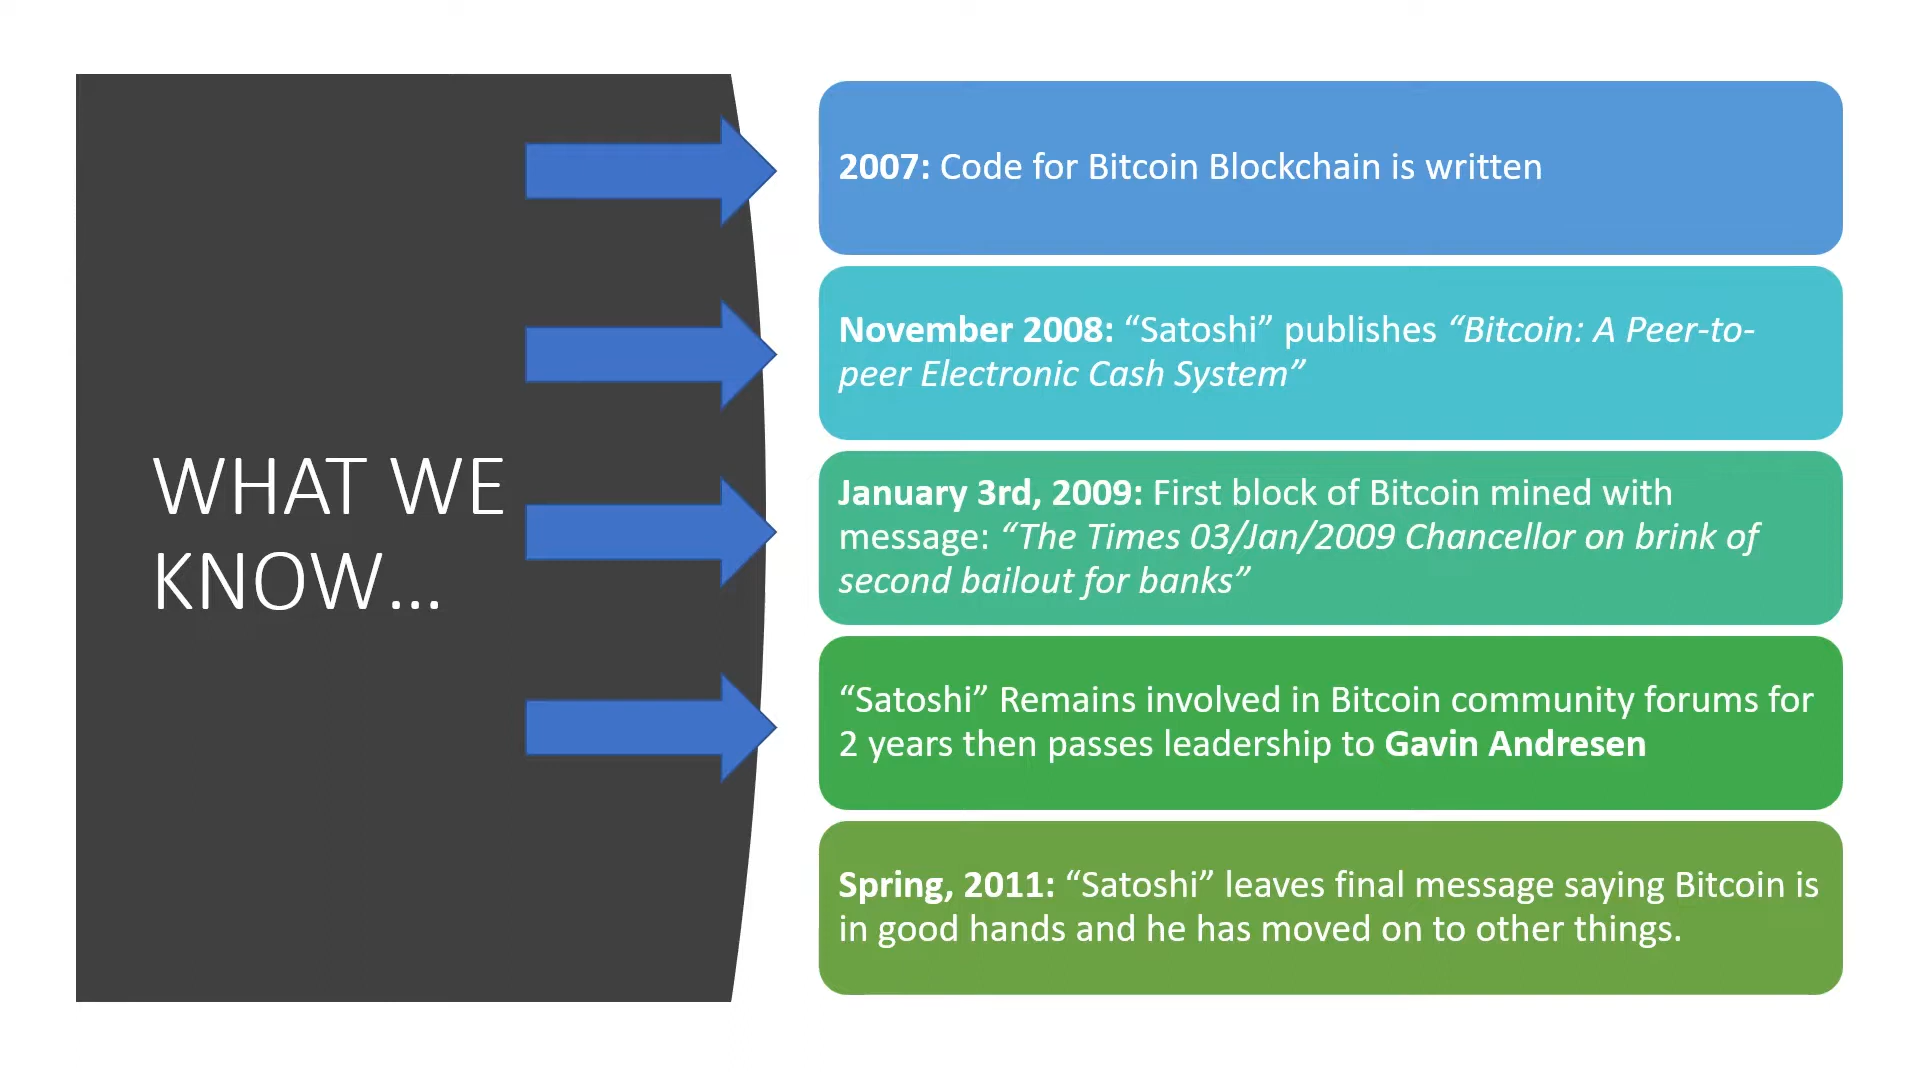 WHAT WE
KNOW...
2007: Code for Bitcoin Blockchain is written
November 2008: “Satoshi” publishes “Bitcoin: A Peer-to-
peer Electronic Cash System”
January 3rd, 2009: First block of Bitcoin mined with
message: “The Times 03/Jan/2009 Chancellor on brink of
second bailout for banks”
“Satoshi” Remains involved in Bitcoin community forums for
2 years then passes leadership to Gavin Andresen
Spring, 2011: “Satoshi” leaves final message saying Bitcoin is
in good hands and he has moved on to other things.